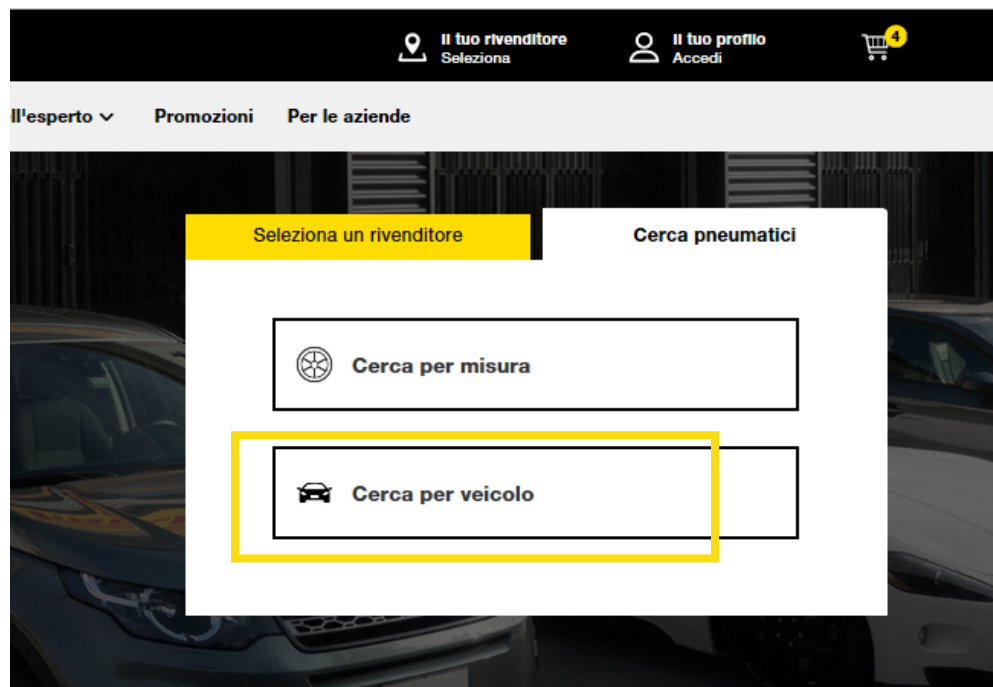 Il tuo rivenditore
Seleziona
Il tuo profilo
Accedi
4
ll'esperto
Promozioni
Per le aziende
Seleziona un rivenditore
Cerca pneumatici
Cerca per misura
Cerca per veicolo